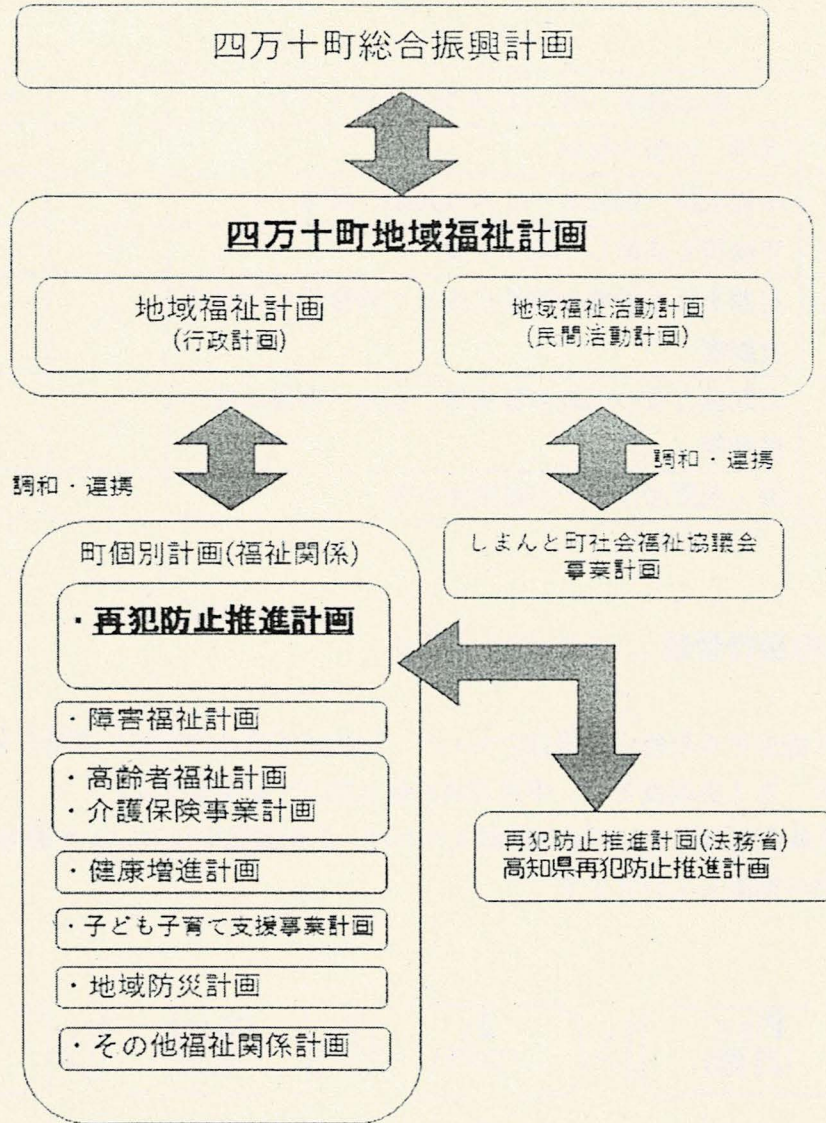 四万十町総合振興計画
四万十町地域福祉計画
地域福祉計画
(行政計画)
地域福祉活動計画
(民間活動計画)
調和・連携
調和・連携
町個別計画(福祉関係)
・再犯防止推進計画
・障害福祉計画
・高齢者福祉計画
・介護保険事業計画
・健康増進計画
・子ども子育て支援事業計画
・地域防災計画
・その他福祉関係計画
しまんと町社会福祉協議会
事業計画
再犯防止推進計画(法務省)
高知県再犯防止推進計画